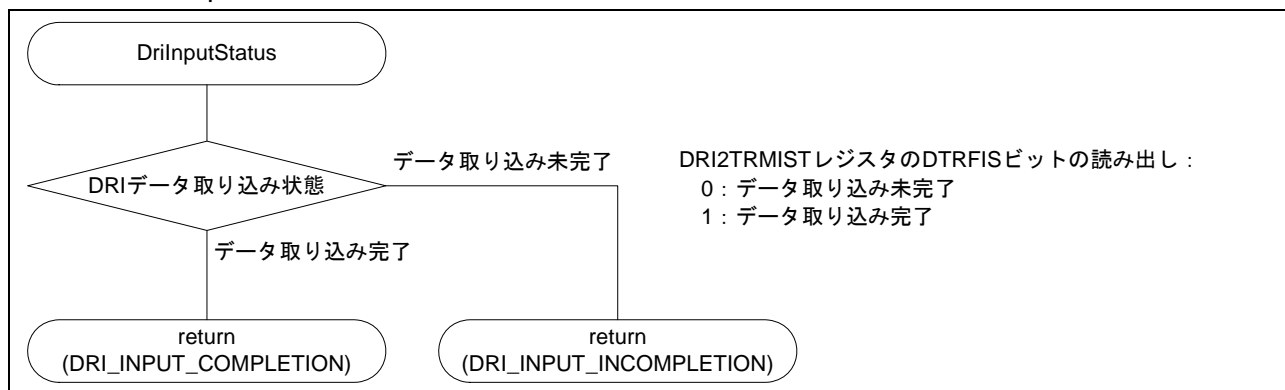 DriInputStatus
DRIデータ取り込み状態
データ取り込み未完了
データ取り込み完了
DRI2TRMISTレジスタのDTRFISビットの読み出し：
0：データ取り込み未完了
1：データ取り込み完了
return
(DRI_INPUT_COMPLETION)
return
(DRI_INPUT_INCOMPLETION)